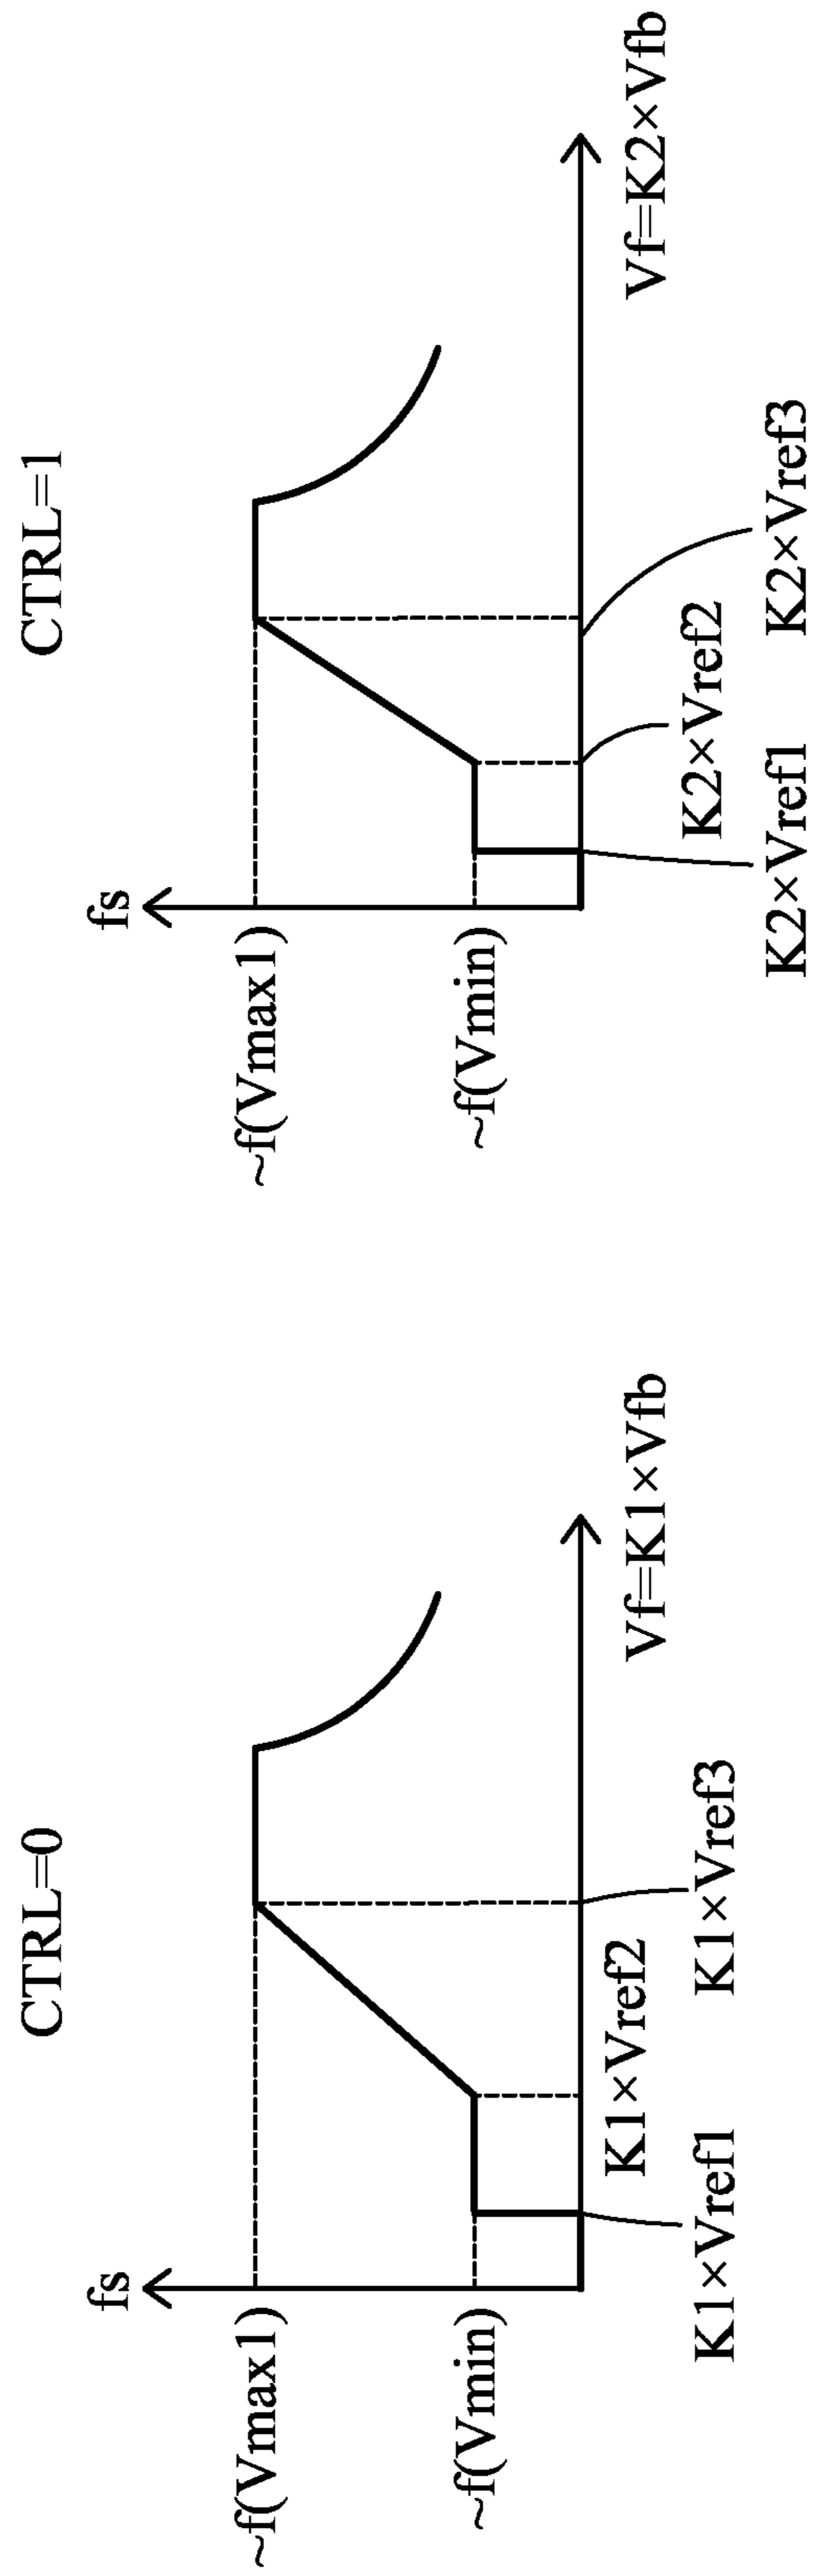 CTRL=0
fs
~f(Vmax1)
~f(Vmin)
K1×Vref1
K1×Vref2
K1×Vref3
Vf=K1×Vfb
CTRL=1
fs
~f(Vmax1)
~f(Vmin)
K2×Vref1
K2×Vref2
K2×Vref3
Vf=K2×Vfb